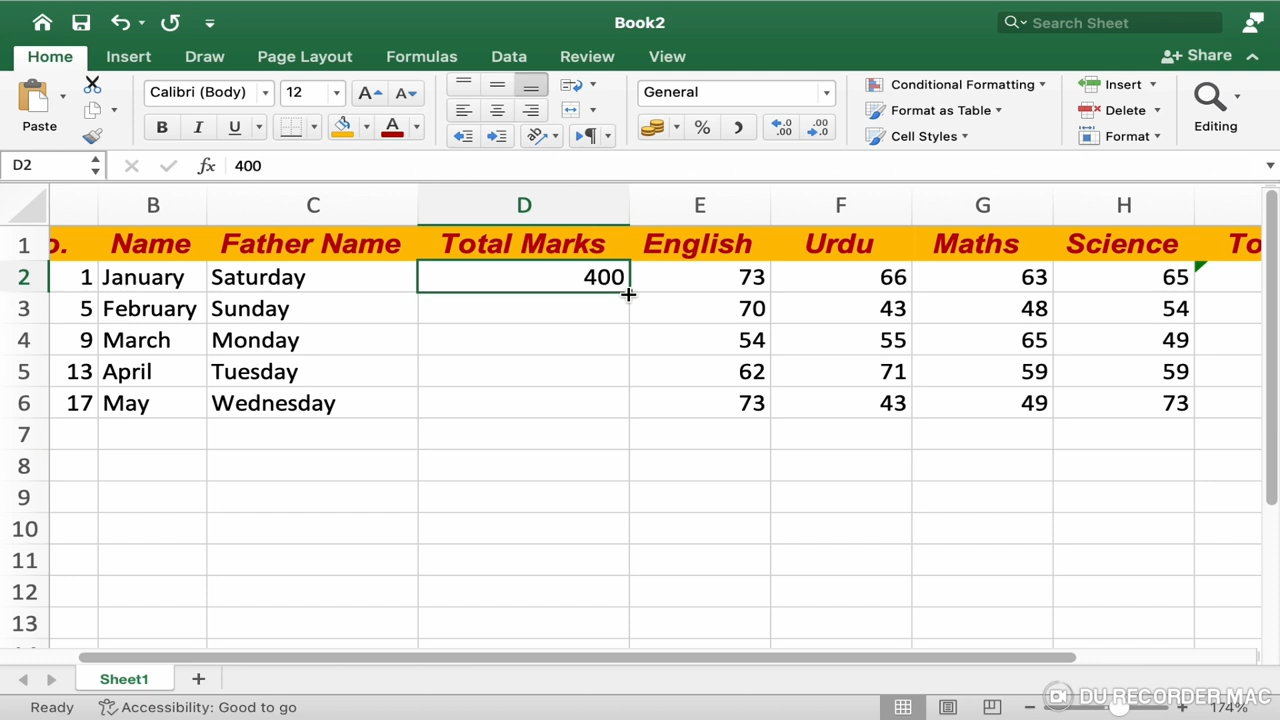 Book2
Search Sheet
Home Insert Draw Page Layout Formulas Data Review View Share
Paste
Calibri (Body) 12
B I U A
General
Conditional Formatting
Format as Table
Cell Styles
Insert
Delete
Format
Editing
D2 fx 400
B C D E F G H
1 o. Name Father Name Total Marks English Urdu Maths Science To
2 1 January Saturday 400 73 66 63 65
3 5 February Sunday 70 43 48 54
4 9 March Monday 54 55 65 49
5 13 April Tuesday 62 71 59 59
6 17 May Wednesday 73 43 49 73
7
8
9
10
11
12
13
Sheet1
Ready Accessibility: Good to go 174%
DU RECORDER MAC